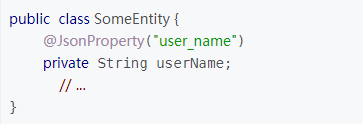 public class SomeEntity {
@JsonProperty("user_name")
private String userName;
// ...
}